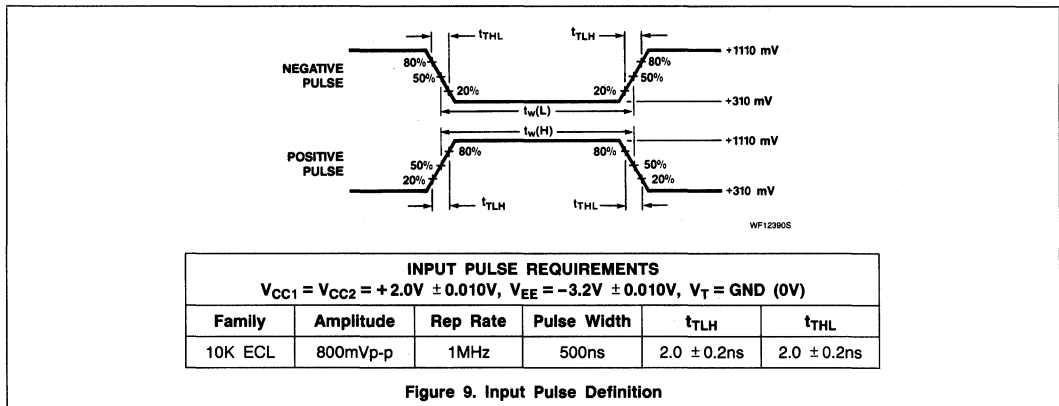 tTHL
tTLH
+1110 mV
NEGATIVE
PULSE
80%
80%
50%
50%
20%
20%
+310 mV
tw(L)
tw(H)
+1110 mV
POSITIVE
PULSE
80%
80%
50%
50%
20%
20%
+310 mV
tTLH
tTHL
WF12390S
INPUT PULSE REQUIREMENTS
VCC1 = VCC2 = +2.0V ±0.010V, VEE = −3.2V ±0.010V, VT = GND (0V)
Family Amplitude Rep Rate Pulse Width tTLH tTHL
10K ECL 800mVp-p 1MHz 500ns 2.0 ±0.2ns 2.0 ±0.2ns
Figure 9. Input Pulse Definition